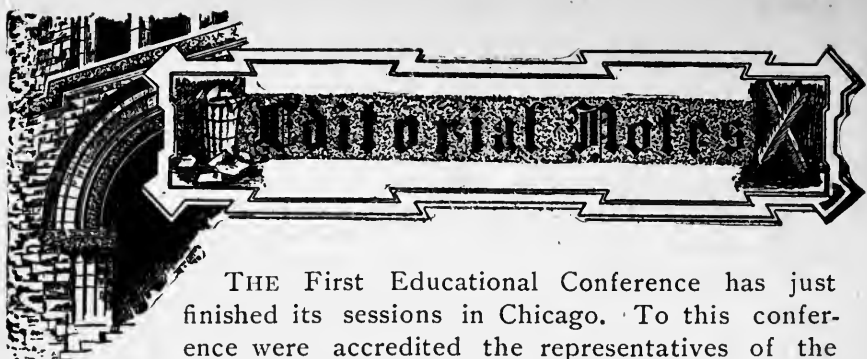 Editorial Notes
THE First Educational Conference has just
finished its sessions in Chicago. To this confer-
ence were accredited the representatives of the